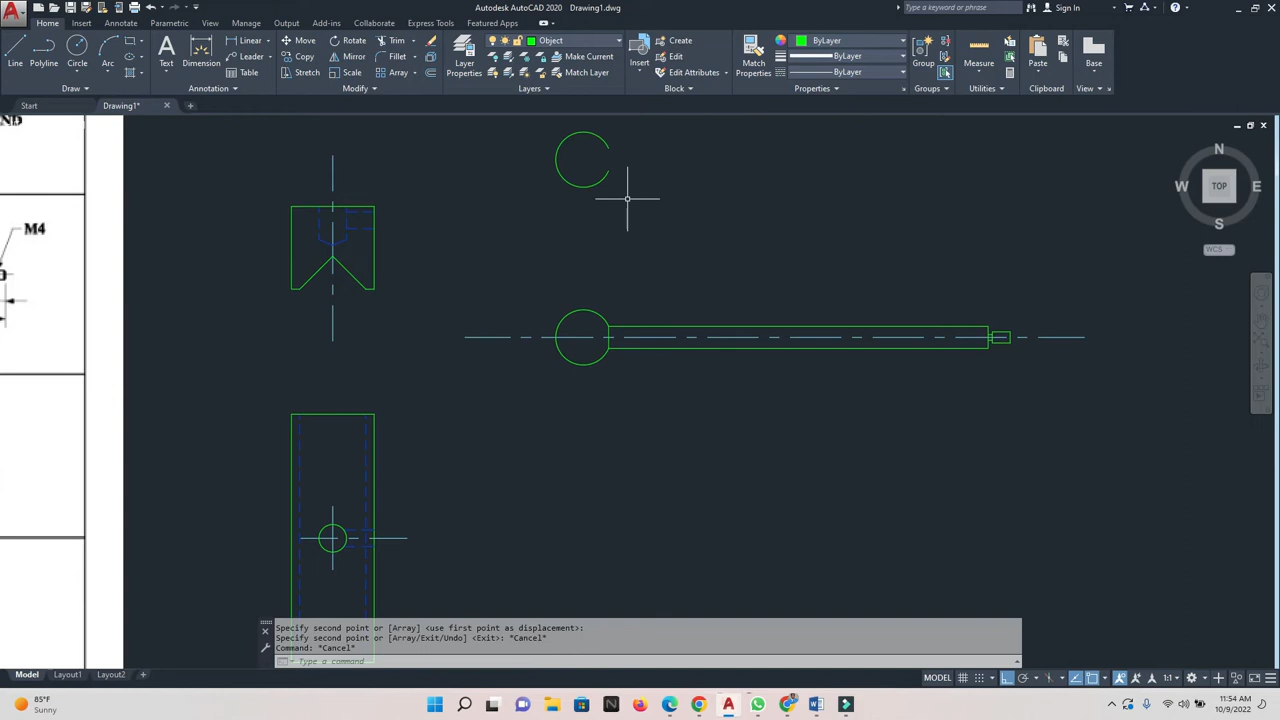 Autodesk AutoCAD 2020 Drawing1.dwg
Type a keyword or phrase
Sign In
Home Insert Annotate Parametric View Manage Output Add-ins Collaborate Express Tools Featured Apps
Line Polyline Circle Arc
Move Rotate Trim
Copy Mirror Fillet
Stretch Scale Array
Text Dimension
Linear
Leader
Table
Layer Properties
Object
Make Current
Match Layer
Insert
Create
Edit
Edit Attributes
Match Properties
ByLayer
ByLayer
ByLayer
Group
Measure
Paste
Base
Draw Modify Annotation Layers Block Properties Groups Utilities Clipboard View
Start Drawing1*
ND
M4
N
W TOP E
S
WCS
Specify second point or [Array] <use first point as displacement>:
Specify second point or [Array/Exit/Undo] <Exit>: *Cancel*
Command: *Cancel*
Type a command
Model Layout1 Layout2
MODEL
1:1
85°F
Sunny
11:54 AM
10/9/2022